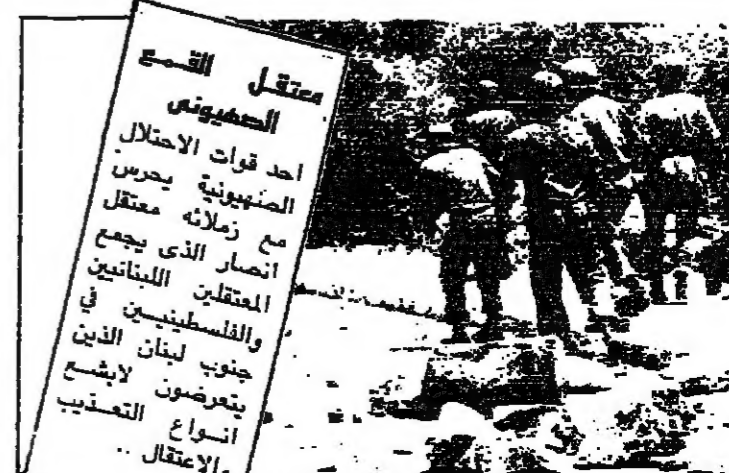 معتقل القمع
الصهيونى
احد قوات الاحتلال
الصهيونية يحرس
مع زملائه معتقل
انصار الذى يجمع
المعتقلين اللبنانيين
والفلسطينيين في
جنوب لبنان الذين
يتعرضون لابشع
انواع التعذيب
والاعتقال ..